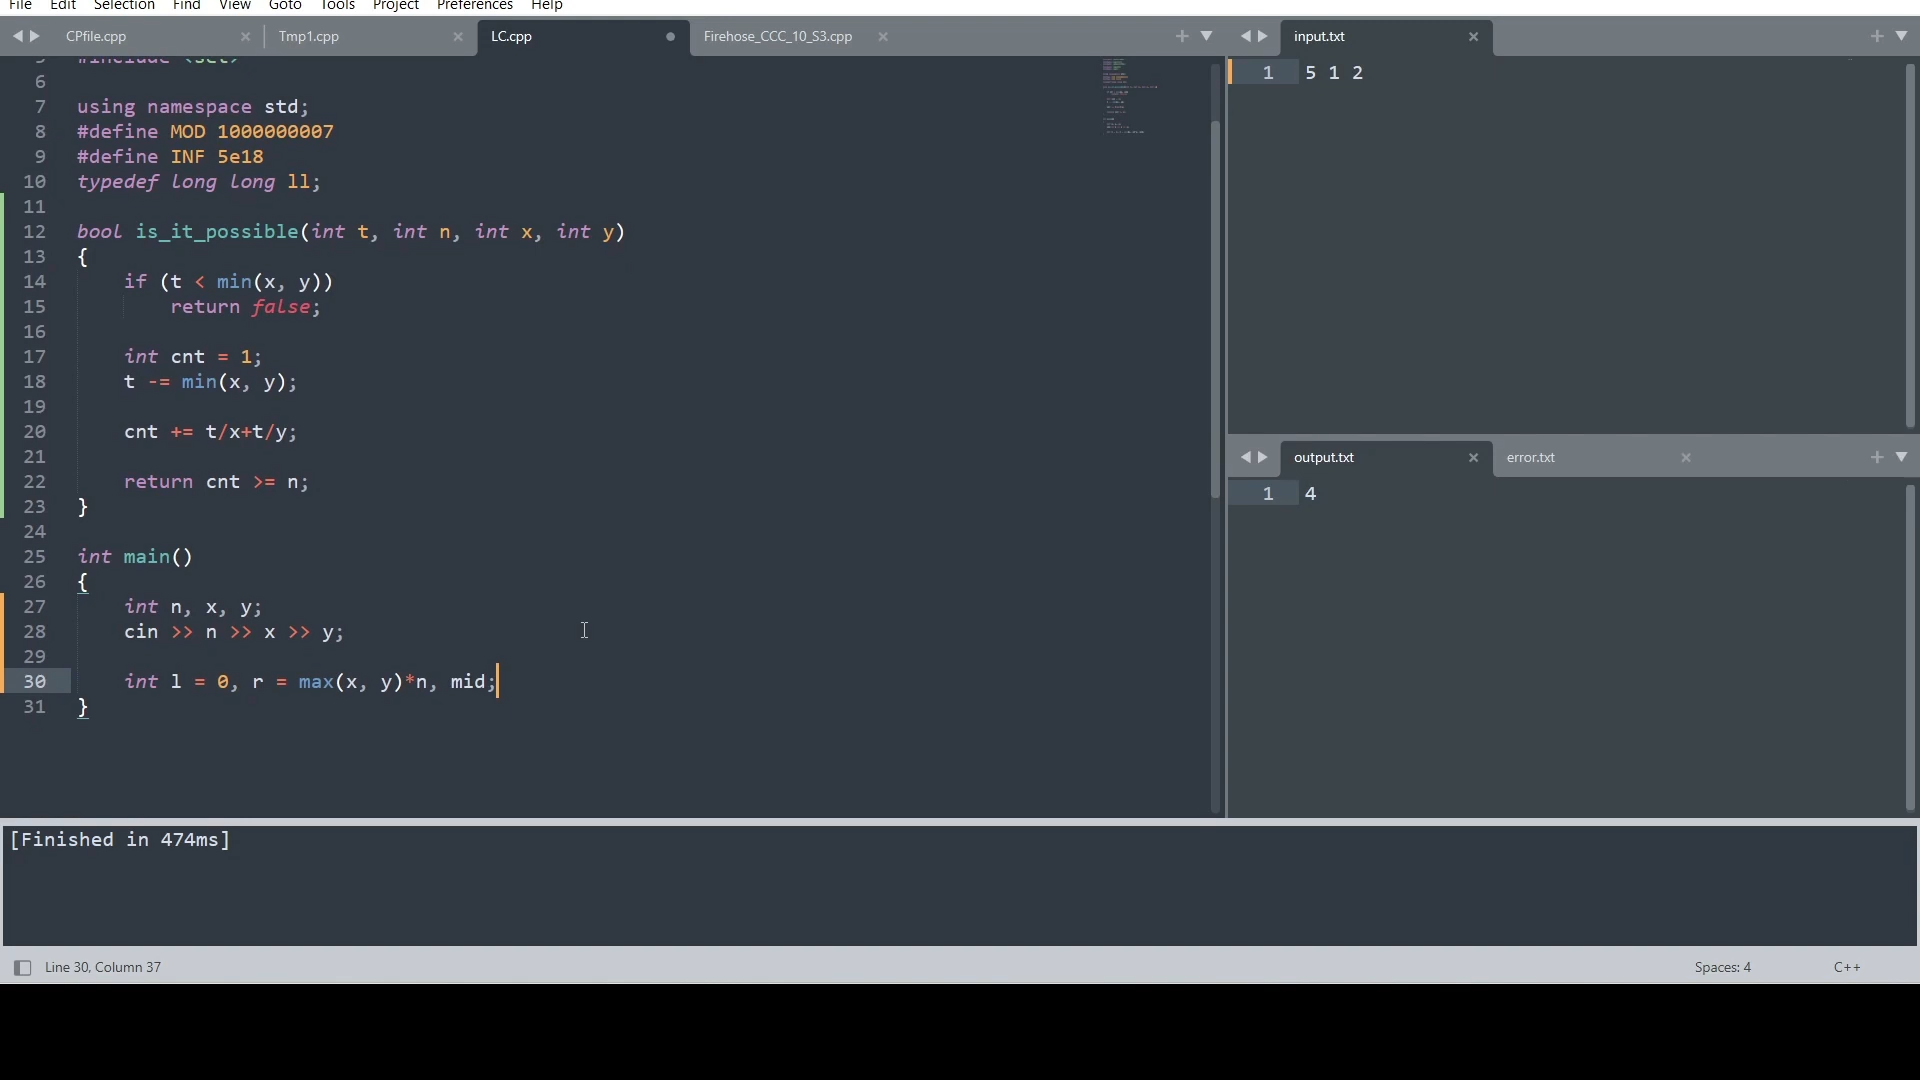 File Edit Selection Find View Goto Tools Project Preferences Help
CPfile.cpp Tmp1.cpp LC.cpp Firehose_CCC_10_S3.cpp input.txt
5 #include <set>
6
7 using namespace std;
8 #define MOD 1000000007
9 #define INF 5e18
10 typedef long long ll;
11
12 bool is_it_possible(int t, int n, int x, int y)
13 {
14 if (t < min(x, y))
15 return false;
16
17 int cnt = 1;
18 t -= min(x, y);
19
20 cnt += t/x+t/y;
21
22 return cnt >= n;
23 }
24
25 int main()
26 {
27 int n, x, y;
28 cin >> n >> x >> y;
29
30 int l = 0, r = max(x, y)*n, mid;
31 }
1 5 1 2
output.txt error.txt
1 4
[Finished in 474ms]
Line 30, Column 37 Spaces: 4 C++